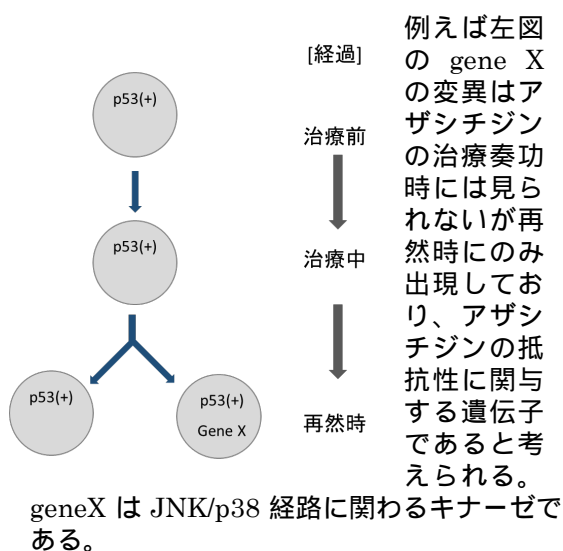 p53(+)
p53(+)
p53(+)
p53(+)
Gene X
[経過]
治療前
治療中
再然時
例えば左図
の gene X
の変異はア
ザシチジン
の治療奏功
時には見ら
れないが再
然時にのみ
出現してお
り、アザシ
チジンの抵
抗性に関与
する遺伝子
であると考
えられる。
geneX は JNK/p38 経路に関わるキナーゼで
ある。